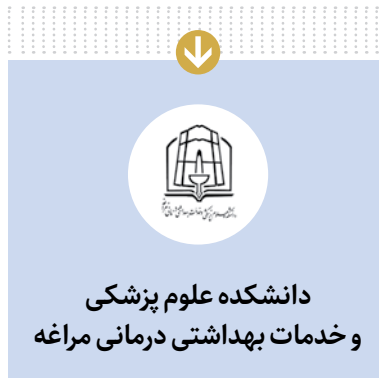 دانشکده علوم پزشکی
و خدمات بهداشتی درمانی مراغه